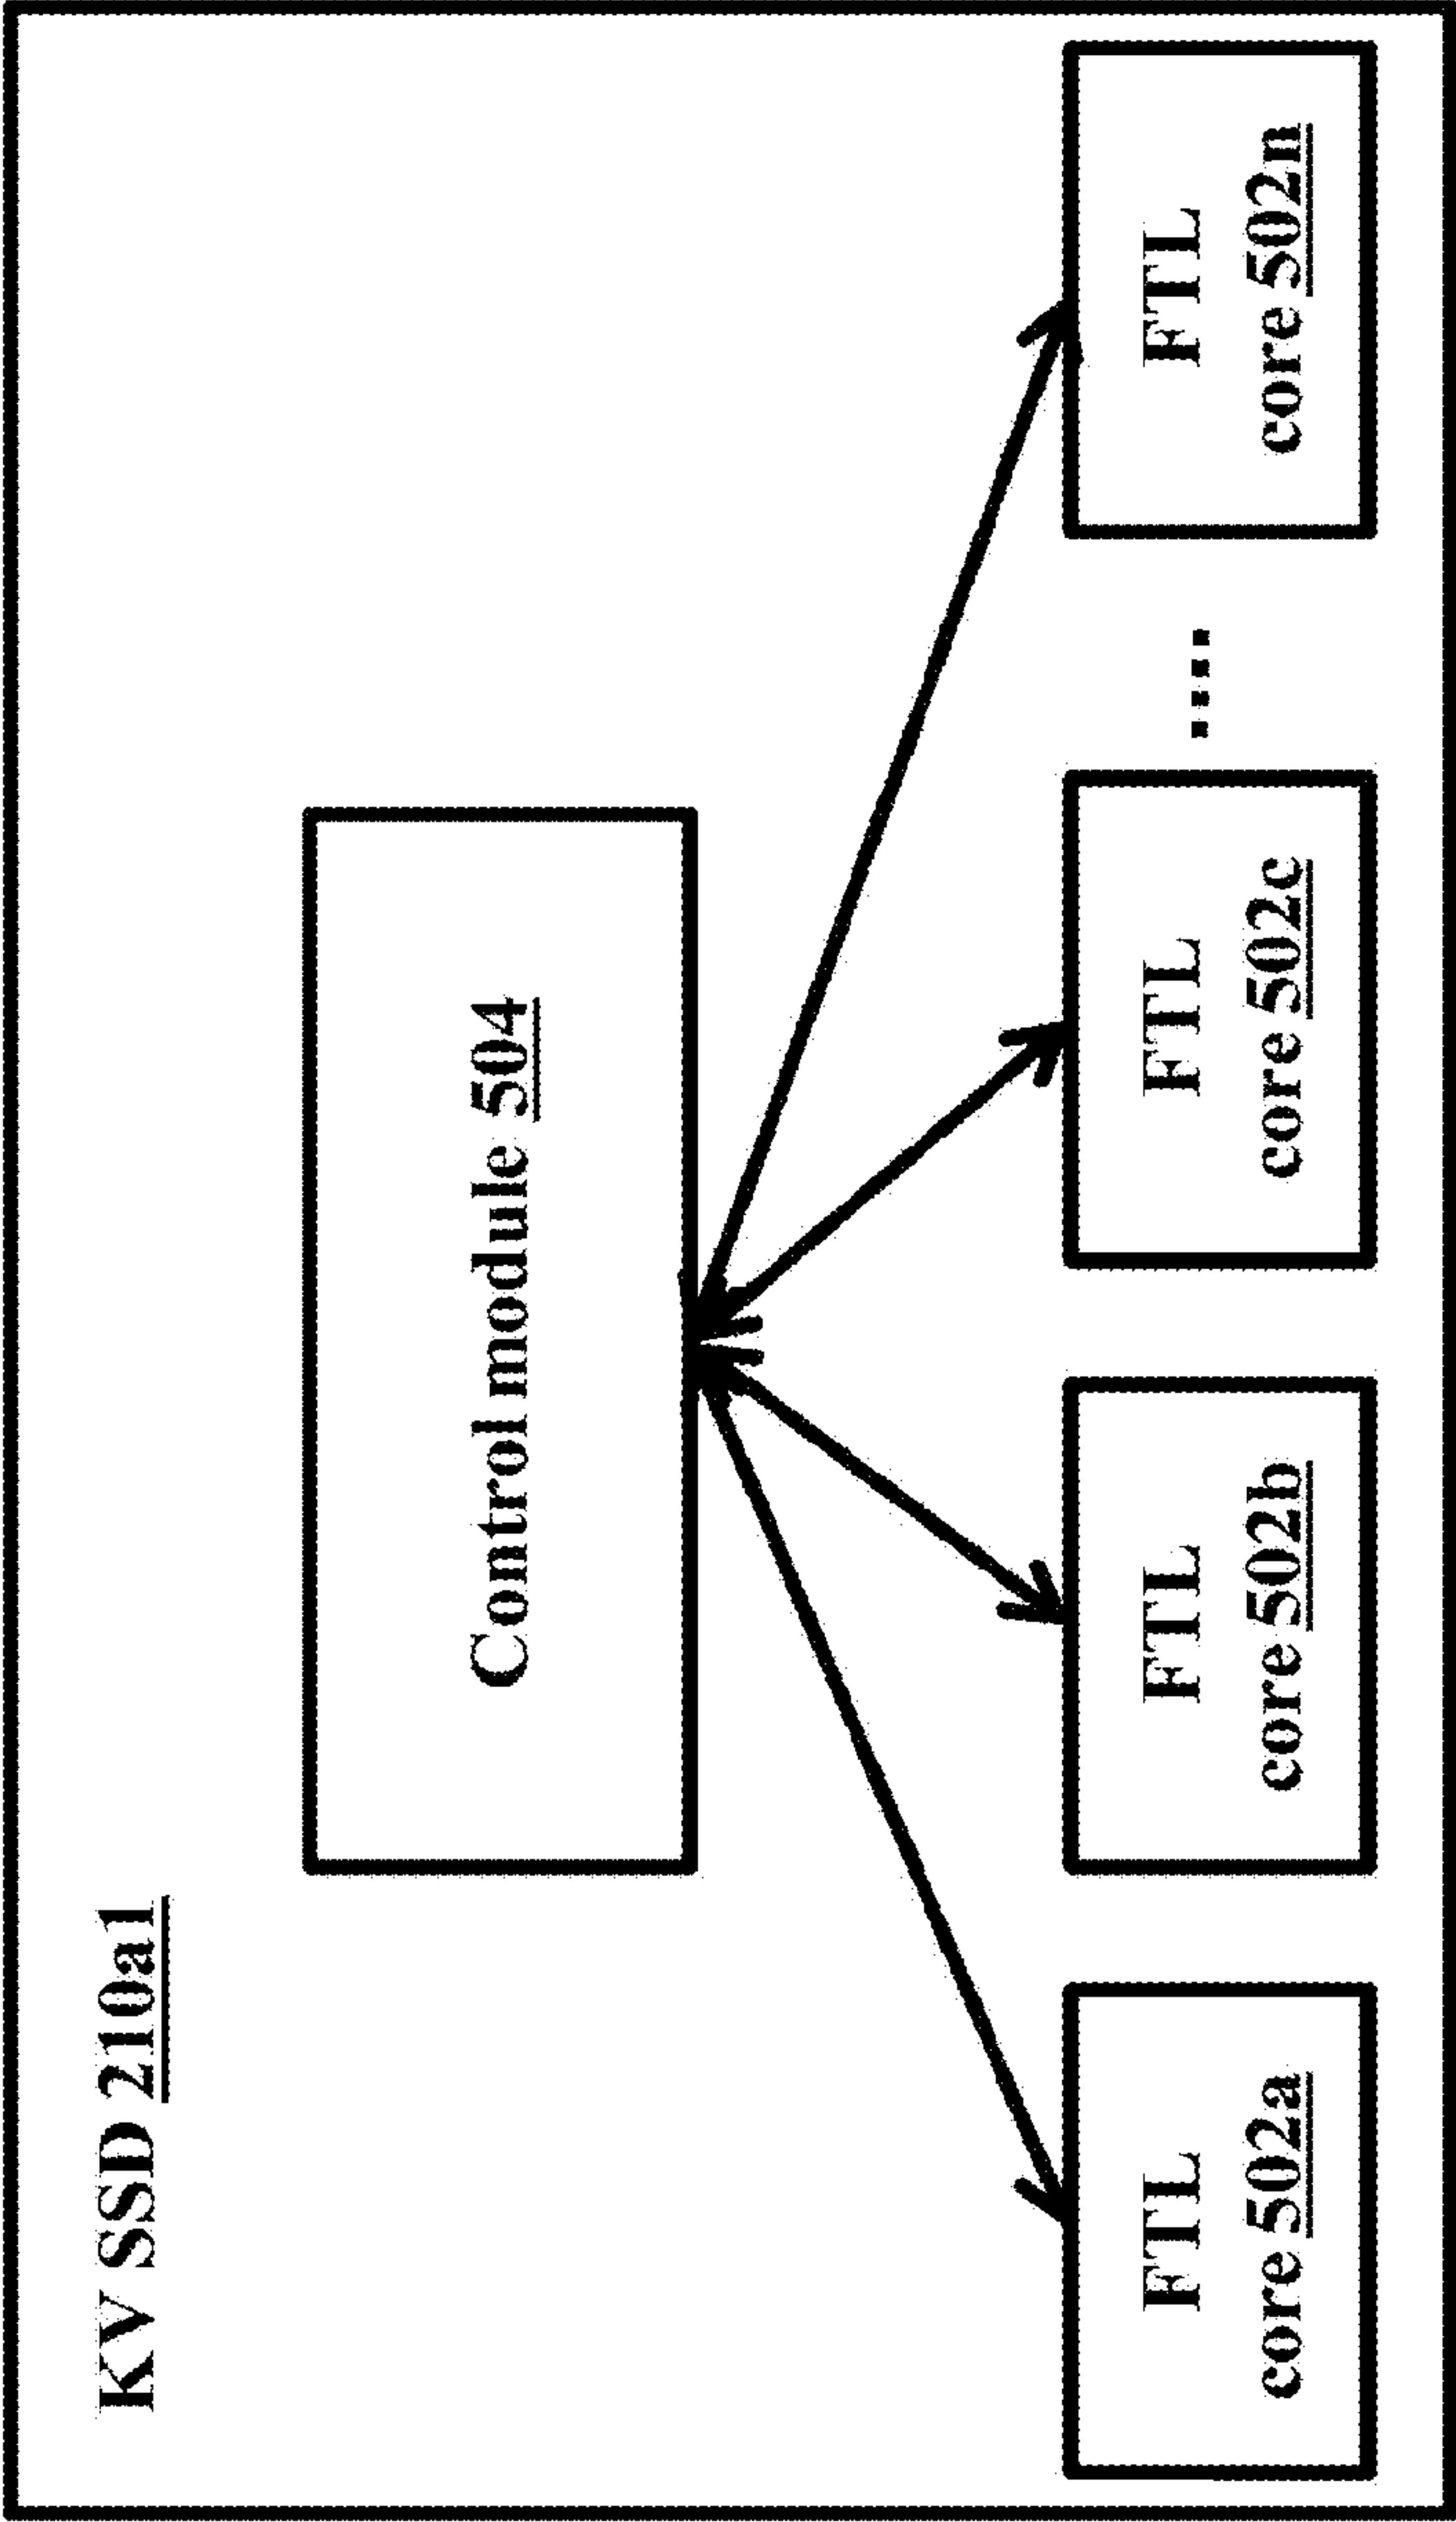 KV SSD 210a1
Control module 504
FTL
core 502a
FTL
core 502b
FTL
core 502c
....
FTL
core 502n